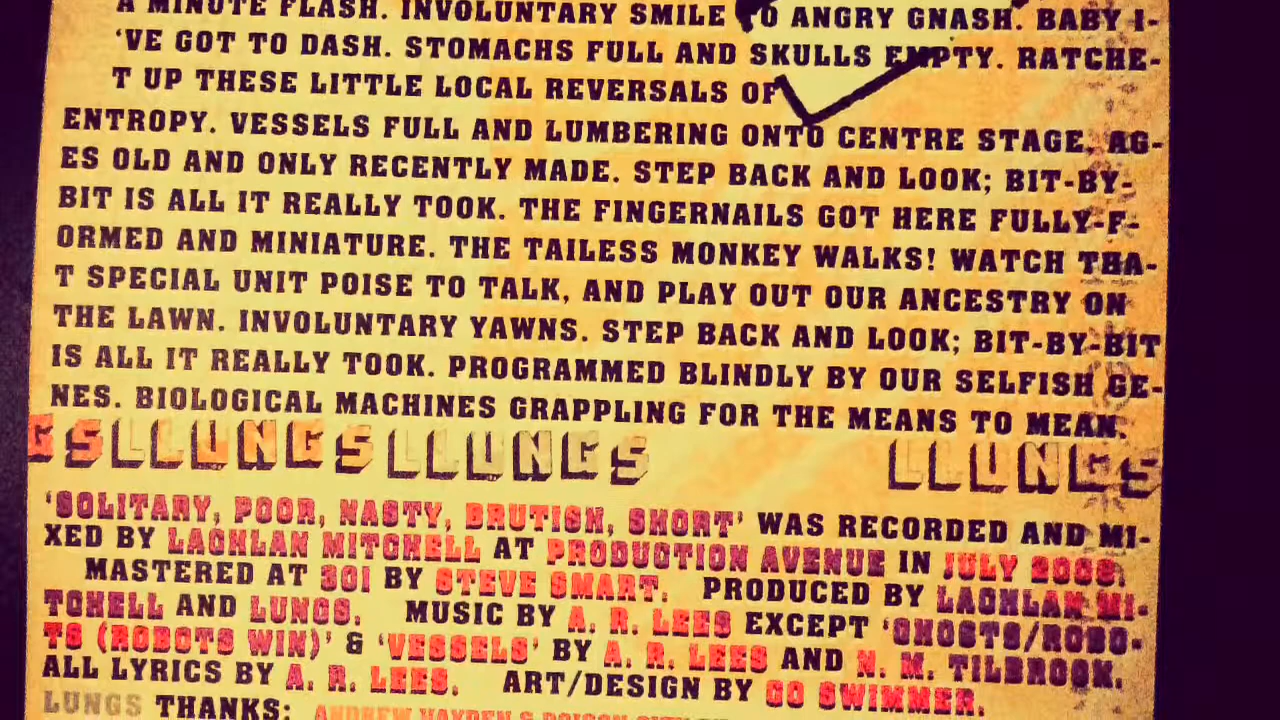 A MINUTE FLASH. INVOLUNTARY SMILE TO ANGRY GNASH. BABY I-
'VE GOT TO DASH. STOMACHS FULL AND SKULLS EMPTY. RATCHE-
T UP THESE LITTLE LOCAL REVERSALS OF
ENTROPY. VESSELS FULL AND LUMBERING ONTO CENTRE STAGE, AG-
ES OLD AND ONLY RECENTLY MADE. STEP BACK AND LOOK; BIT-BY-
BIT IS ALL IT REALLY TOOK. THE FINGERNAILS GOT HERE FULLY-F-
ORMED AND MINIATURE. THE TAILESS MONKEY WALKS! WATCH THA-
T SPECIAL UNIT POISE TO TALK, AND PLAY OUT OUR ANCESTRY ON
THE LAWN. INVOLUNTARY YAWNS. STEP BACK AND LOOK; BIT-BY-BIT
IS ALL IT REALLY TOOK. PROGRAMMED BLINDLY BY OUR SELFISH GE-
NES. BIOLOGICAL MACHINES GRAPPLING FOR THE MEANS TO MEAN.
GSLLUNGSLLUNGS LLUNGS
'SOLITARY, POOR, NASTY, BRUTISH, SHORT' WAS RECORDED AND MI-
XED BY LACHLAN MITCHELL AT PRODUCTION AVENUE IN JULY
MASTERED AT 301 BY STEVE SMART. PRODUCED BY LACHLAN MI-
TCHELL AND LUNGS. MUSIC BY A. R. LEES EXCEPT 'GHOSTS/ROBO-
TS (ROBOTS WIN)' & 'VESSELS' BY A. R. LEES AND N. M. TILBROOK.
ALL LYRICS BY A. R. LEES. ART/DESIGN BY GO SWIMMER.
LUNGS THANKS: ANDREW HAYDEN &